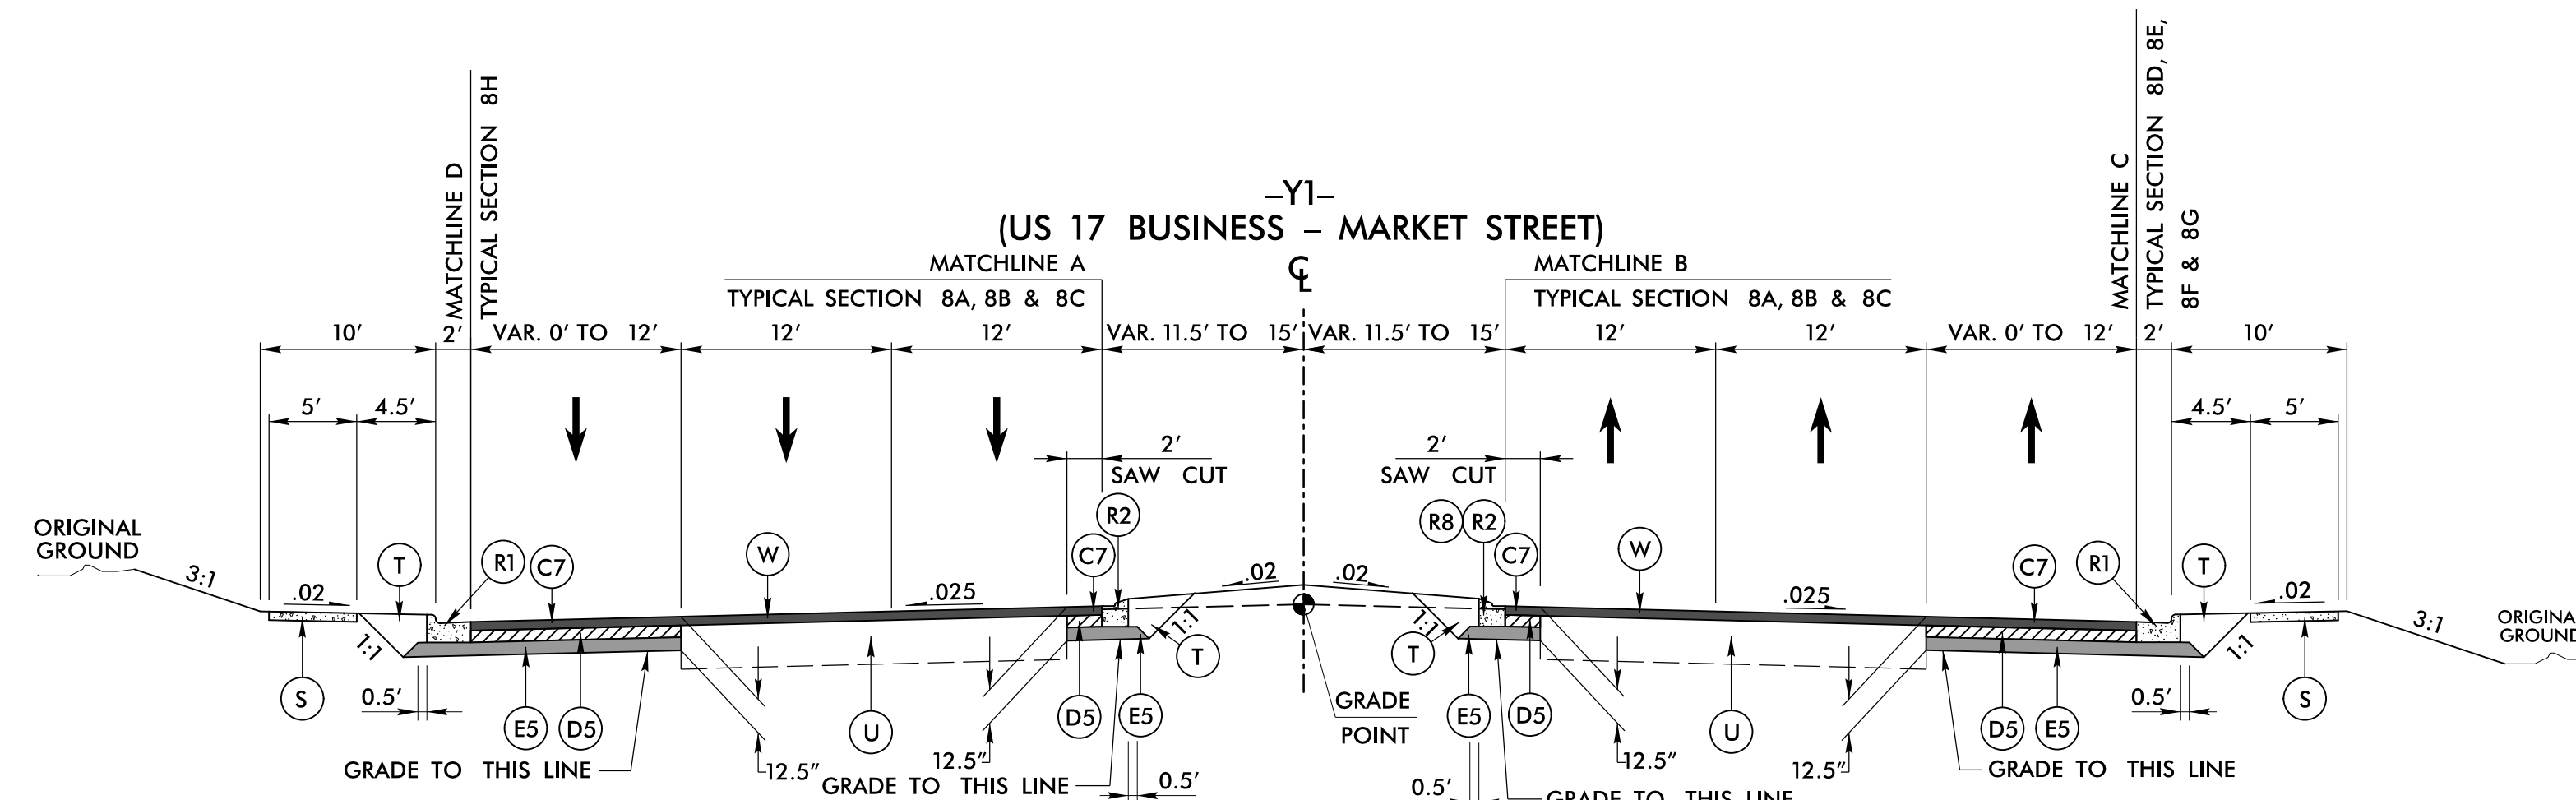 –Y1–
(US 17 BUSINESS – MARKET STREET)
MATCHLINE D
TYPICAL SECTION 8H
MATCHLINE A
TYPICAL SECTION 8A, 8B & 8C
℄
MATCHLINE B
TYPICAL SECTION 8A, 8B & 8C
MATCHLINE C
TYPICAL SECTION 8D, 8E,
8F & 8G
10' 2' VAR. 0' TO 12' 12' 12' VAR. 11.5' TO 15' VAR. 11.5' TO 15' 12' 12' VAR. 0' TO 12' 2' 10'
5' 4.5' 4.5' 5'
2' 2'
SAW CUT SAW CUT
R2 R8 R2
ORIGINAL
GROUND
3:1 T R1 C7 W C7 C7 W C7 R1 T 3:1
.02 .025 .02 .02 .025 .02
1:1 1:1 1:1 1:1
ORIGINA
GROUND
T T
S 0.5' E5 D5 U D5 E5 E5 D5 U D5 E5 0.5' S
GRADE
POINT
12.5" 12.5" 12.5" 12.5"
GRADE TO THIS LINE GRADE TO THIS LINE
GRADE TO THIS LINE 0.5' 0.5' GRADE TO THIS LINE